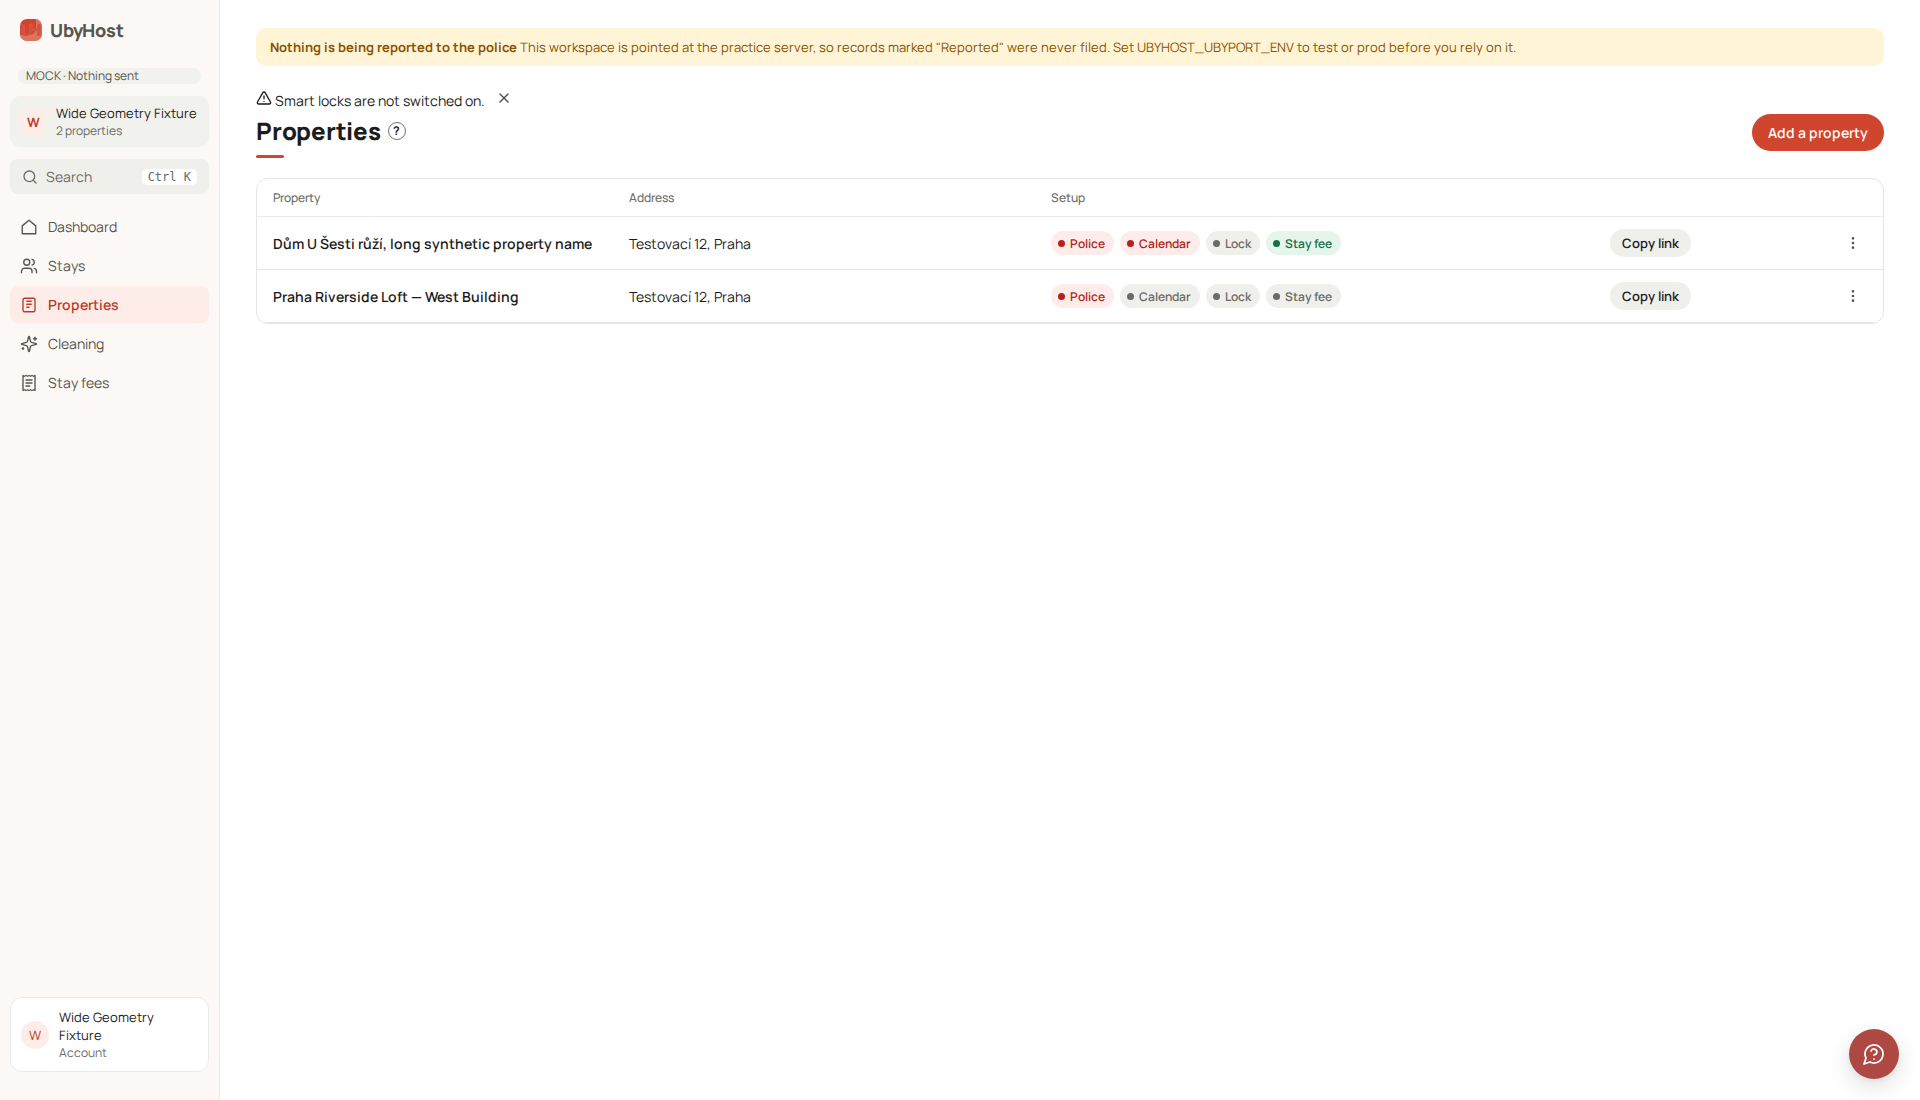 UbyHost
MOCK · Nothing sent
W
Wide Geometry Fixture
2 properties
Search
Ctrl K
Dashboard
Stays
Properties
Cleaning
Stay fees
W
Wide Geometry
Fixture
Account
Nothing is being reported to the police This workspace is pointed at the practice server, so records marked "Reported" were never filed. Set UBYHOST_UBYPORT_ENV to test or prod before you rely on it.
Smart locks are not switched on.
Properties ?
Add a property
Property Address Setup
Dům U Šesti růží, long synthetic property name Testovací 12, Praha Police Calendar Lock Stay fee Copy link
Praha Riverside Loft — West Building Testovací 12, Praha Police Calendar Lock Stay fee Copy link